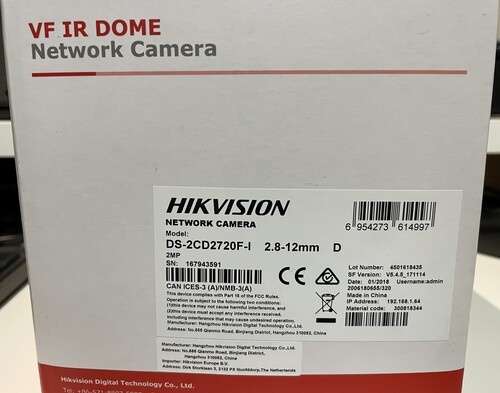 VF IR DOME
Network Camera
HIKVISION
NETWORK CAMERA
Model:
DS-2CD2720F-I 2.8-12mm D
2MP
SN: 167943591
6 954273 614997
CAN ICES-3 (A)/NMB-3(A)
This device complies with Part 15 of the FCC Rules.
Operation is subject to the following two conditions:
(1)this device may not cause harmful interference, and
(2)this device must accept any interference received,
including interference that may cause undesired operation.
Manufacturer: Hangzhou Hikvision Digital Technology Co.,Ltd.
Address: No.555 Qianmo Road, Binjiang District, Hangzhou 310051, China
Lot Number: 4501618435
SF Version: V5.4.5_171114
Date: 01/2018 Username:admin
2006180655/320
Made in China
IP Address: 192.168.1.64
Material code: 300818344
Manufacturer: Hangzhou Hikvision Digital Technology Co.,Ltd.
Address: No.555 Qianmo Road, Binjiang District,
Hangzhou 310052, China
Importer: Hikvision Europe B.V.
Address: Dirk Storklaan 3, 2132 PX Hoofddorp,The Netherlands
Hikvision Digital Technology Co., Ltd.